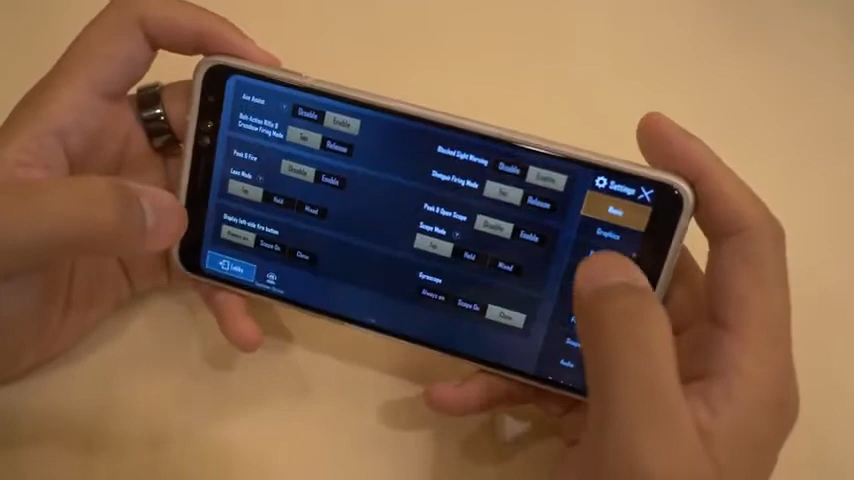 Aim Assist
Disable Enable
Bolt-Action Rifle &
Crossbow Firing Mode
Tap Release
Peek & Fire
Disable Enable
Lean Mode ?
Tap Hold Mixed
Display left-side fire button
Always on Scope On Close
Lobby
Blocked Sight Warning
Disable Enable
Shotgun Firing Mode
Tap Release
Peek & Open Scope
Disable Enable
Scope Mode ?
Tap Hold Mixed
Gyroscope
Always on Scope On Close
Settings
Basic
Graphics
Audio